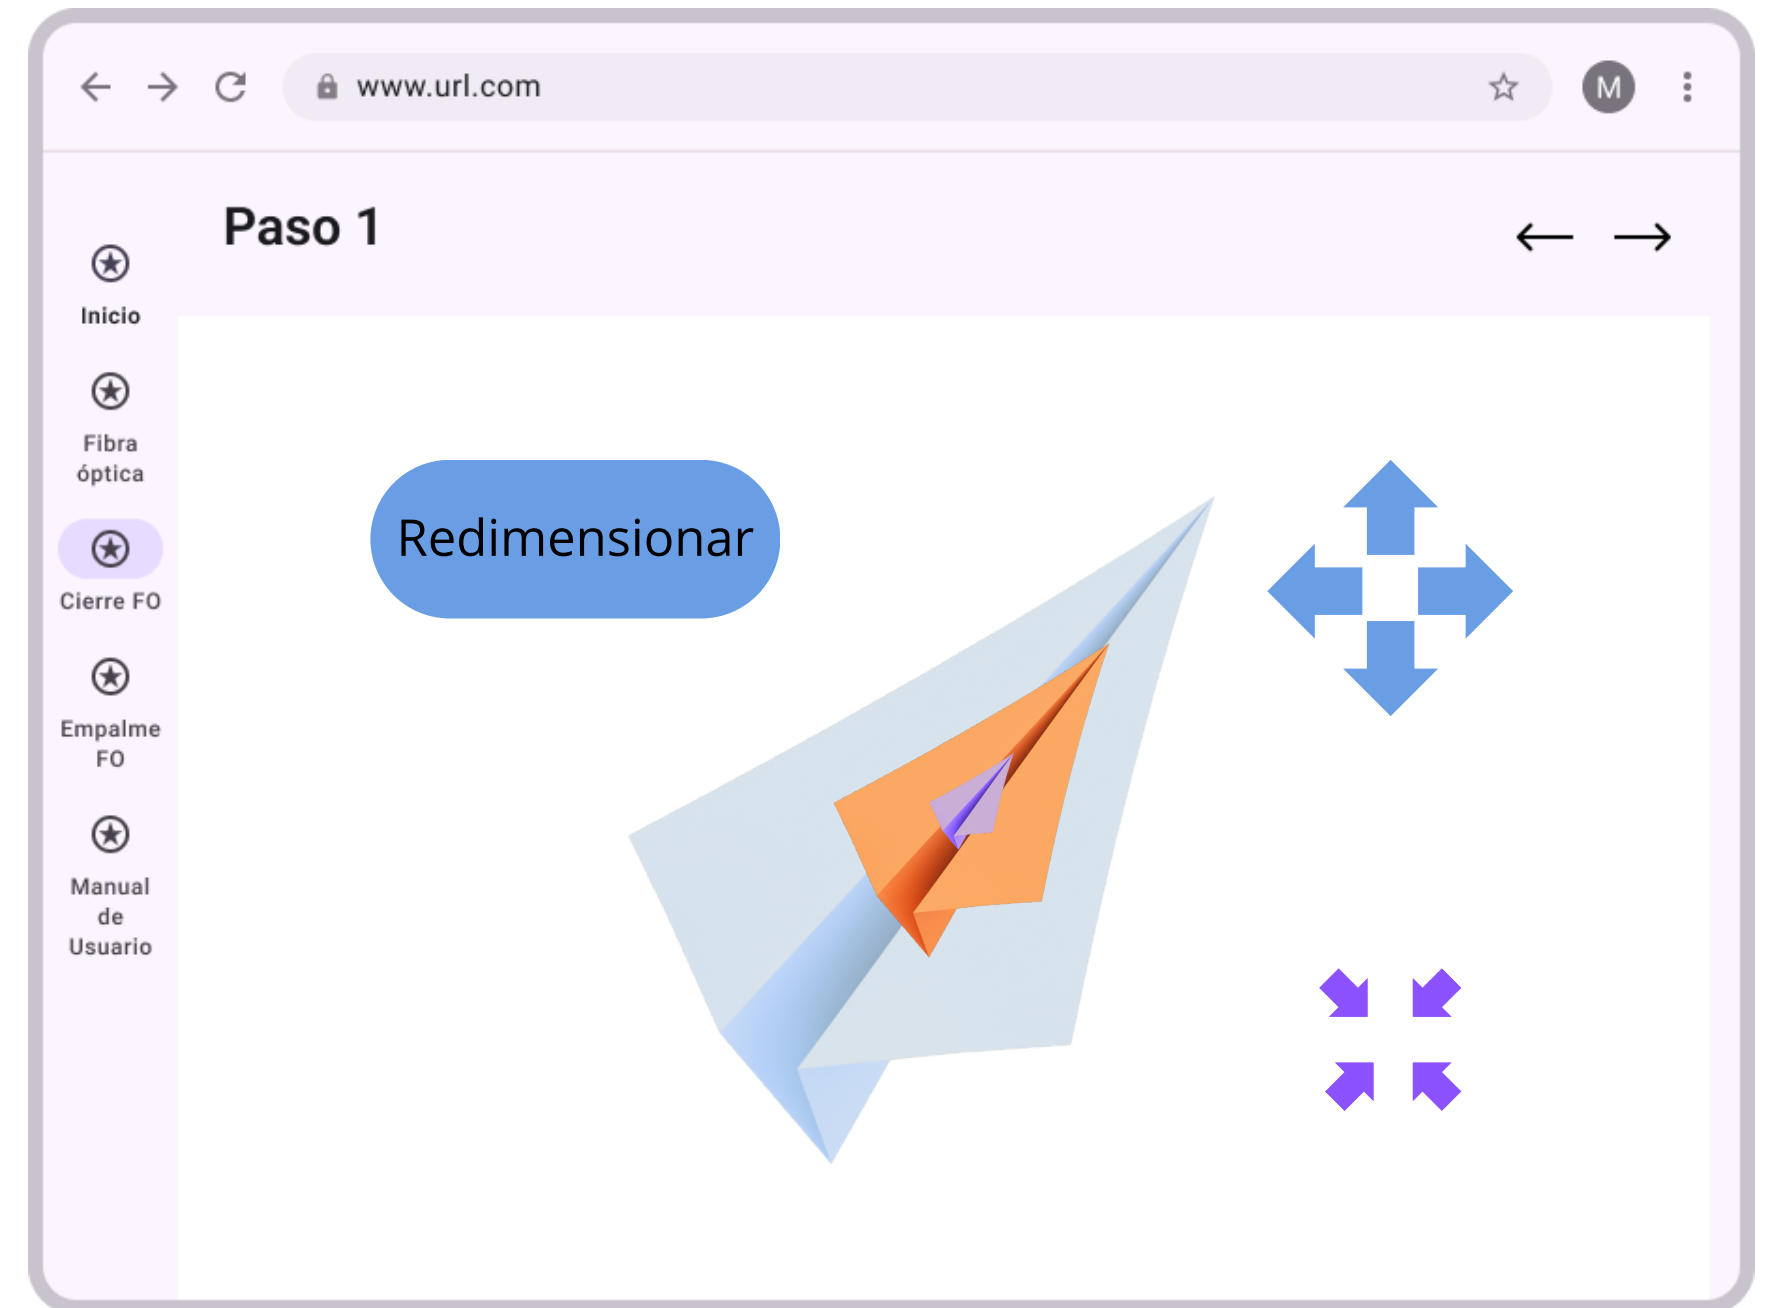 www.url.com
M
Paso 1
Inicio
Fibra
óptica
Cierre FO
Empalme
FO
Manual
de
Usuario
Redimensionar